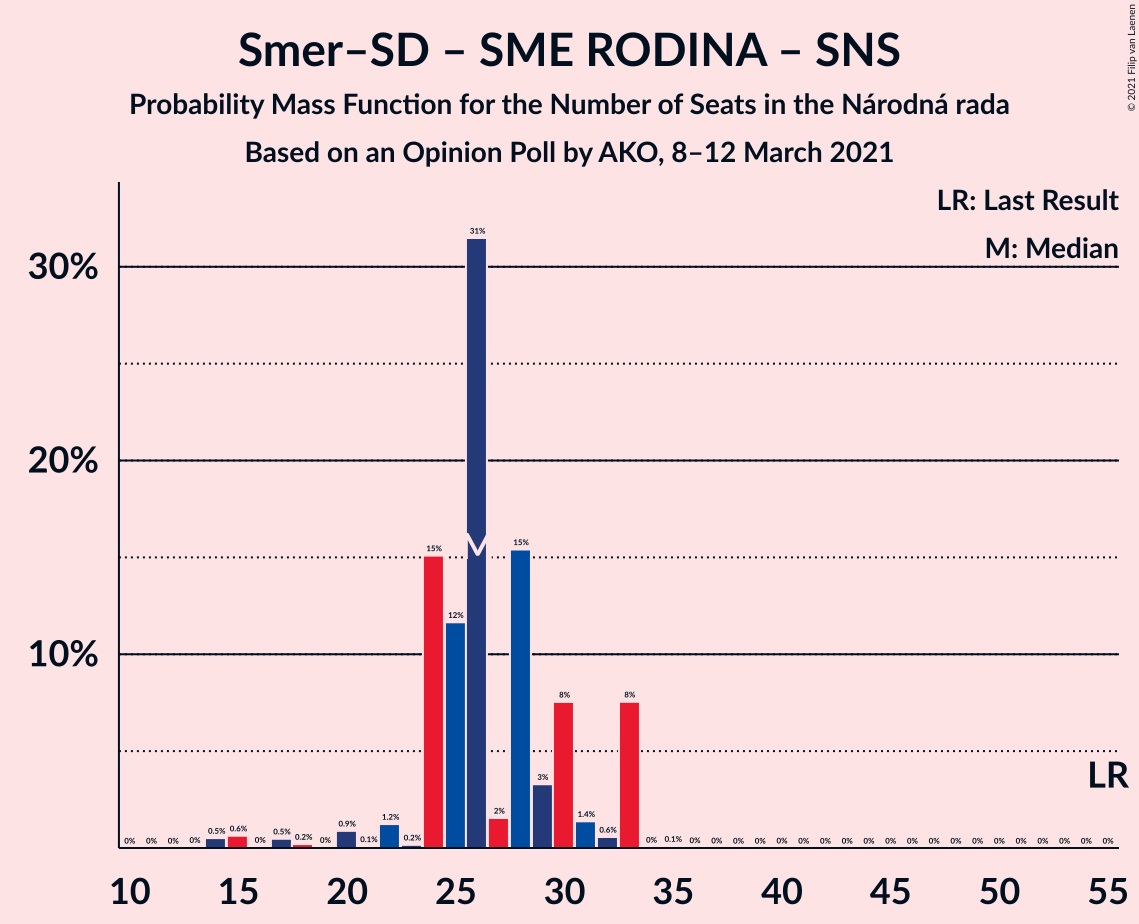 Smer–SD – SME RODINA – SNS
Probability Mass Function for the Number of Seats in the Národná rada
Based on an Opinion Poll by AKO, 8–12 March 2021
© 2021 Filip van Laenen
LR: Last Result
M: Median
30%
20%
10%
0% 0% 0% 0% 0.5% 0.6% 0% 0.5% 0.2% 0% 0.9% 0.1% 1.2% 0.2% 15% 12% 31% 2% 15% 3% 8% 1.4% 0.6% 8% 0% 0.1% 0% 0% 0% 0% 0% 0% 0% 0% 0% 0% 0% 0% 0% 0% 0% 0% 0% 0% 0% 0%
M
LR
10 15 20 25 30 35 40 45 50 55